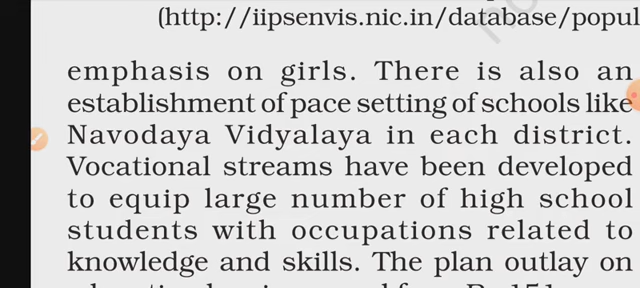 (http://iipsenvis.nic.in/database/popul
emphasis on girls. There is also an
establishment of pace setting of schools like
Navodaya Vidyalaya in each district.
Vocational streams have been developed
to equip large number of high school
students with occupations related to
knowledge and skills. The plan outlay on